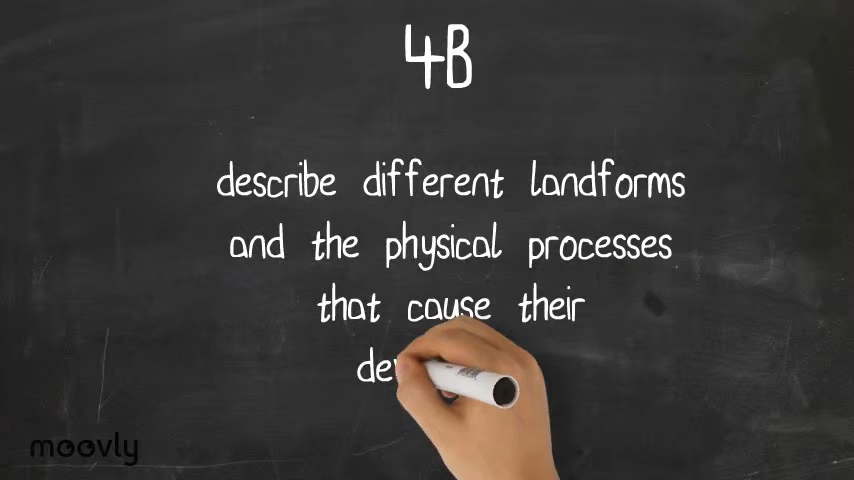 4B
describe different landforms
and the physical processes
that cause their
moovly